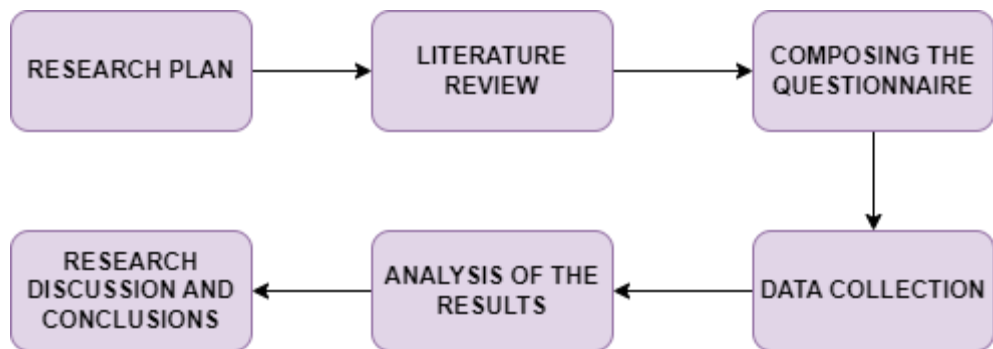 RESEARCH PLAN
LITERATURE
REVIEW
COMPOSING THE
QUESTIONNAIRE
RESEARCH
DISCUSSION AND
CONCLUSIONS
ANALYSIS OF THE
RESULTS
DATA COLLECTION